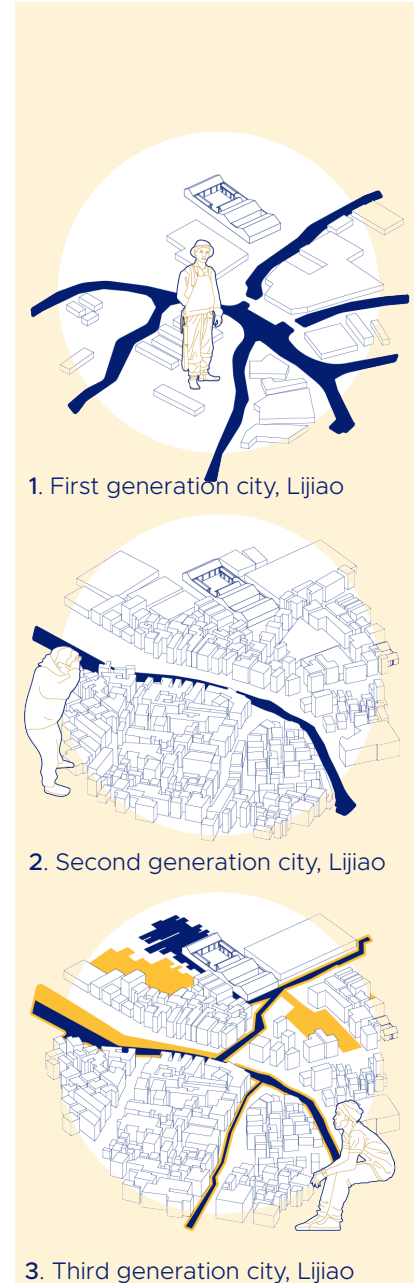 1. First generation city, Lijiao
2. Second generation city, Lijiao
3. Third generation city, Lijiao